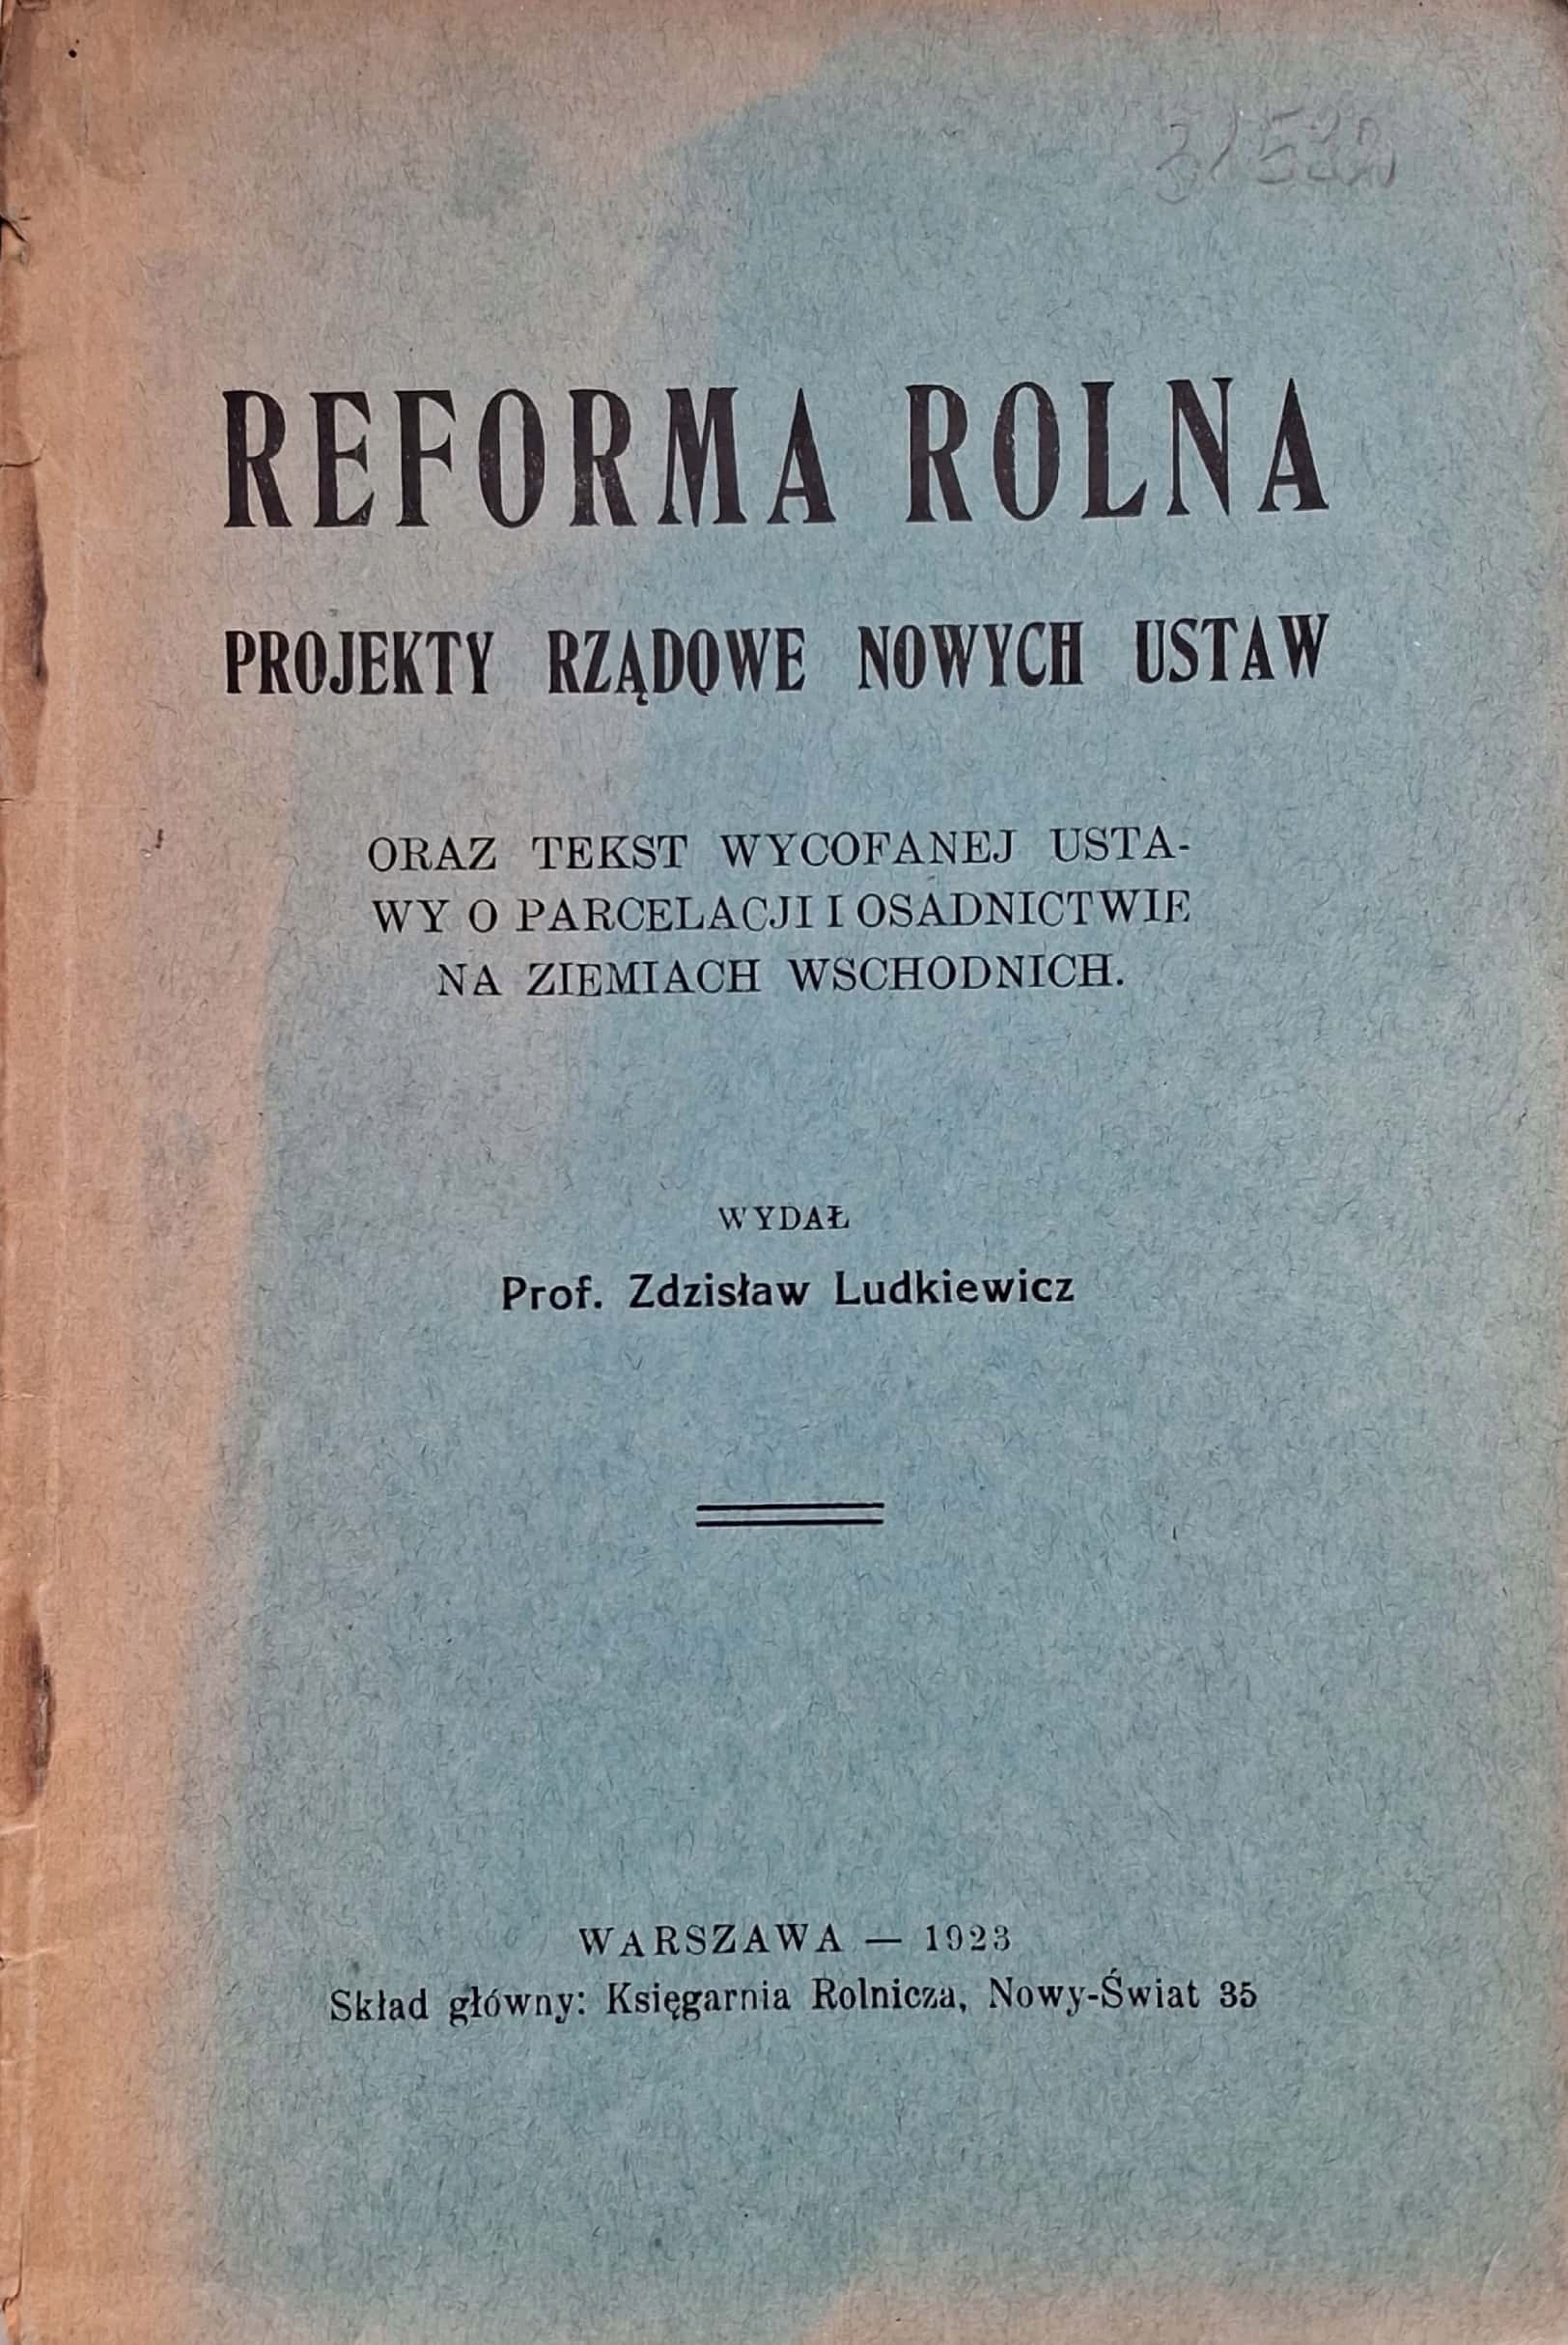 REFORMA ROLNA
PROJEKTY RZĄDOWE NOWYCH USTAW
ORAZ TEKST WYCOFANEJ USTA-
WY O PARCELACJI I OSADNICTWIE
NA ZIEMIACH WSCHODNICH.
WYDAŁ
Prof. Zdzisław Ludkiewicz
WARSZAWA — 1923
Skład główny: Księgarnia Rolnicza, Nowy-Świat 35